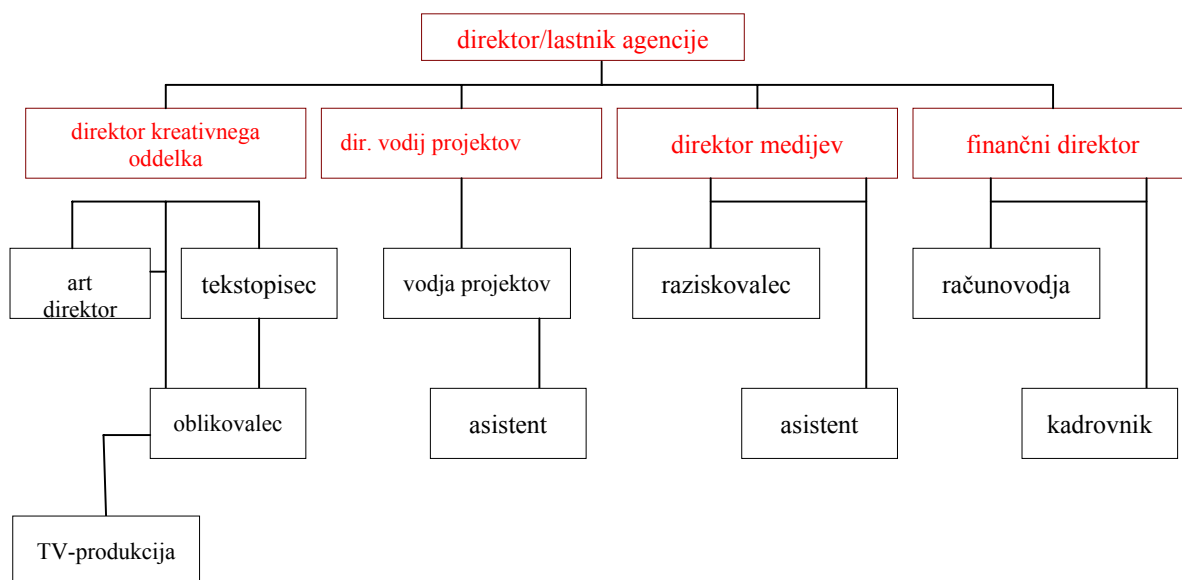 direktor/lastnik agencije
direktor kreativnega
oddelka
dir. vodij projektov
direktor medijev
finančni direktor
art
direktor
tekstopisec
vodja projektov
raziskovalec
računovodja
oblikovalec
asistent
asistent
kadrovnik
TV-produkcija